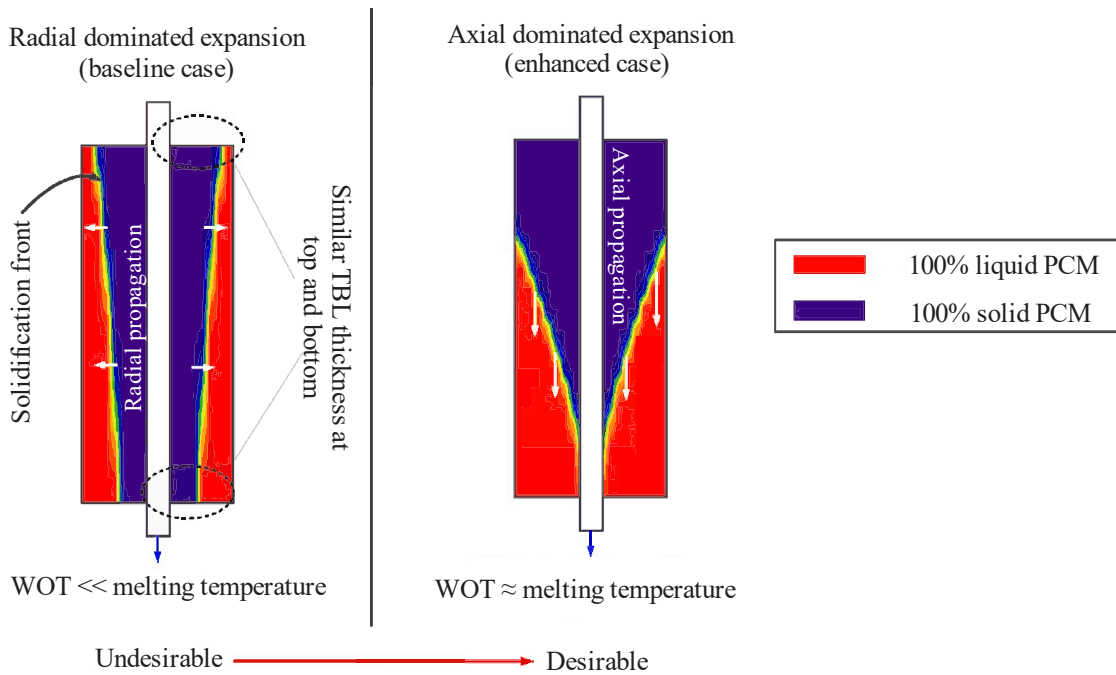 Radial dominated expansion
(baseline case)
Solidification front
Radial propagation
Similar TBL thickness at
top and bottom
WOT << melting temperature
Axial dominated expansion
(enhanced case)
Axial propagation
WOT ≈ melting temperature
100% liquid PCM
100% solid PCM
Undesirable
Desirable